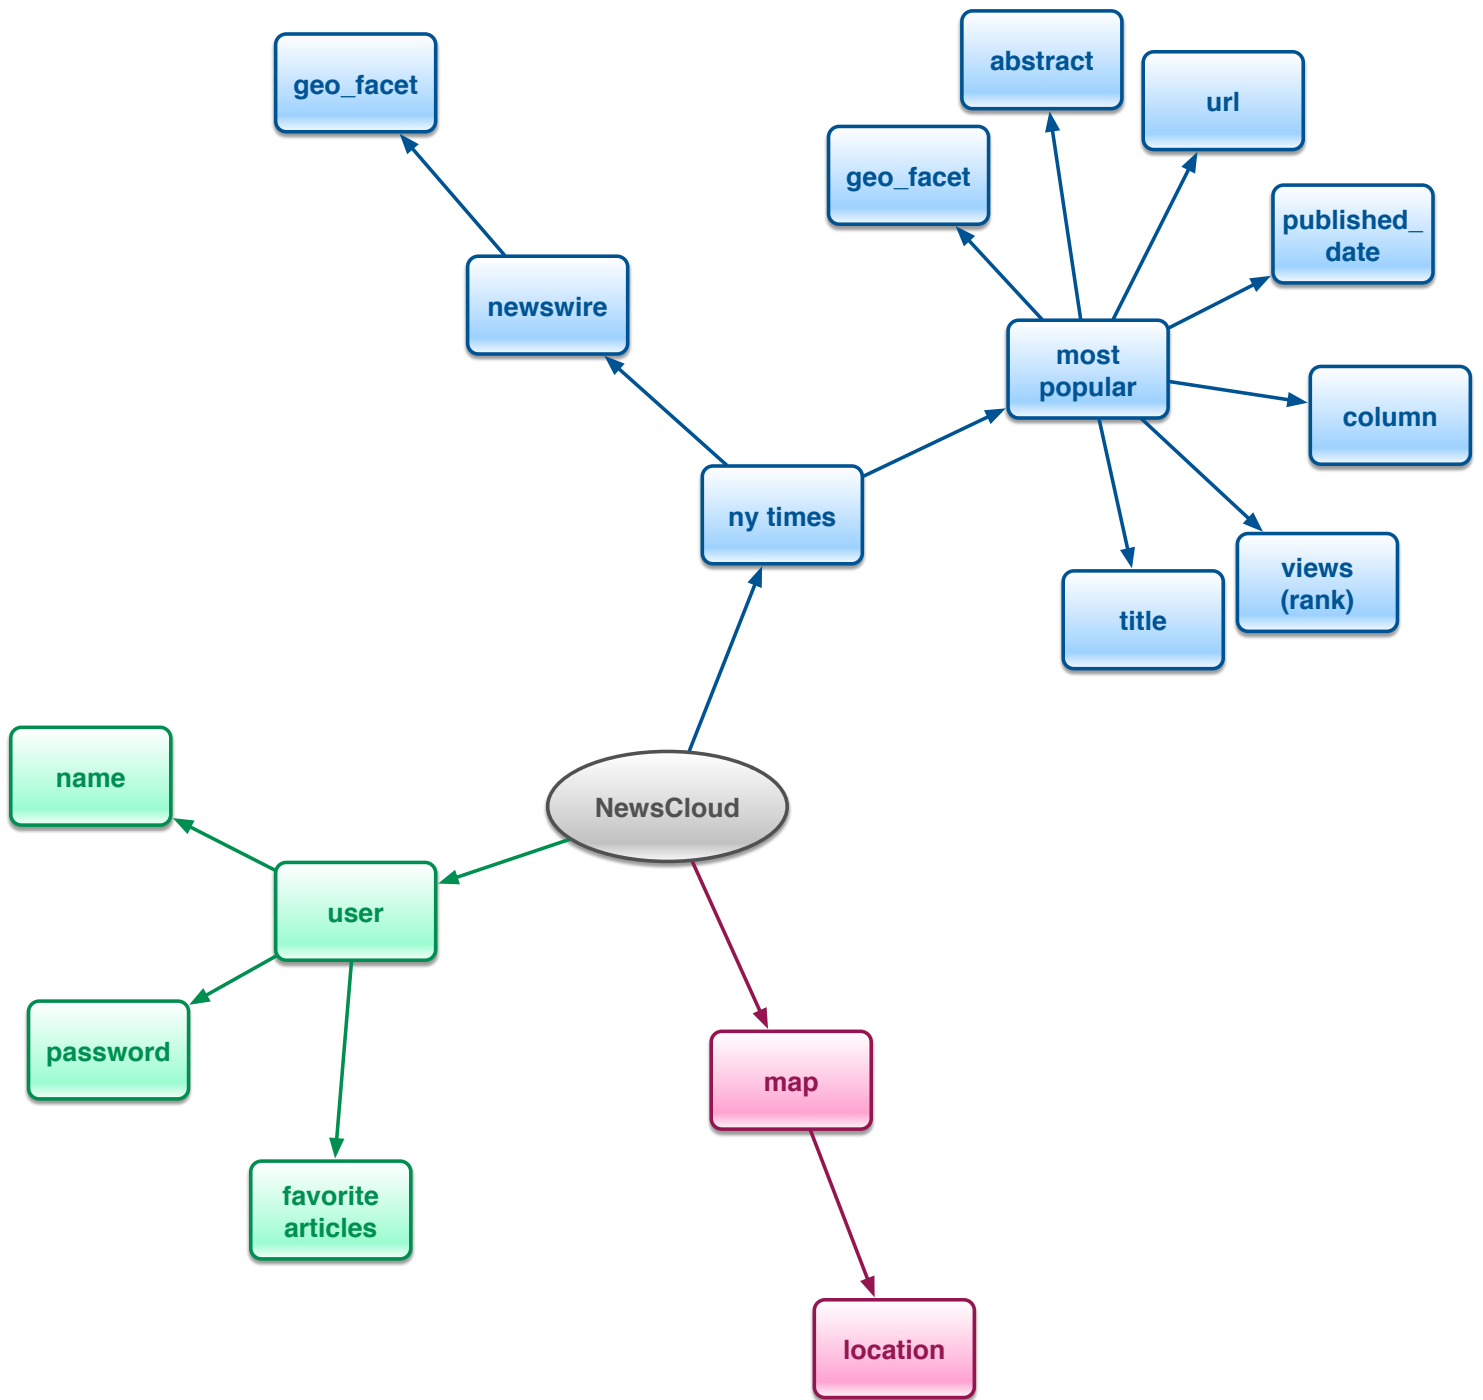 abstract
geo_facet
url
geo_facet
published_
date
newswire
most
popular
column
ny times
views
(rank)
title
name
NewsCloud
user
password
map
favorite
articles
location